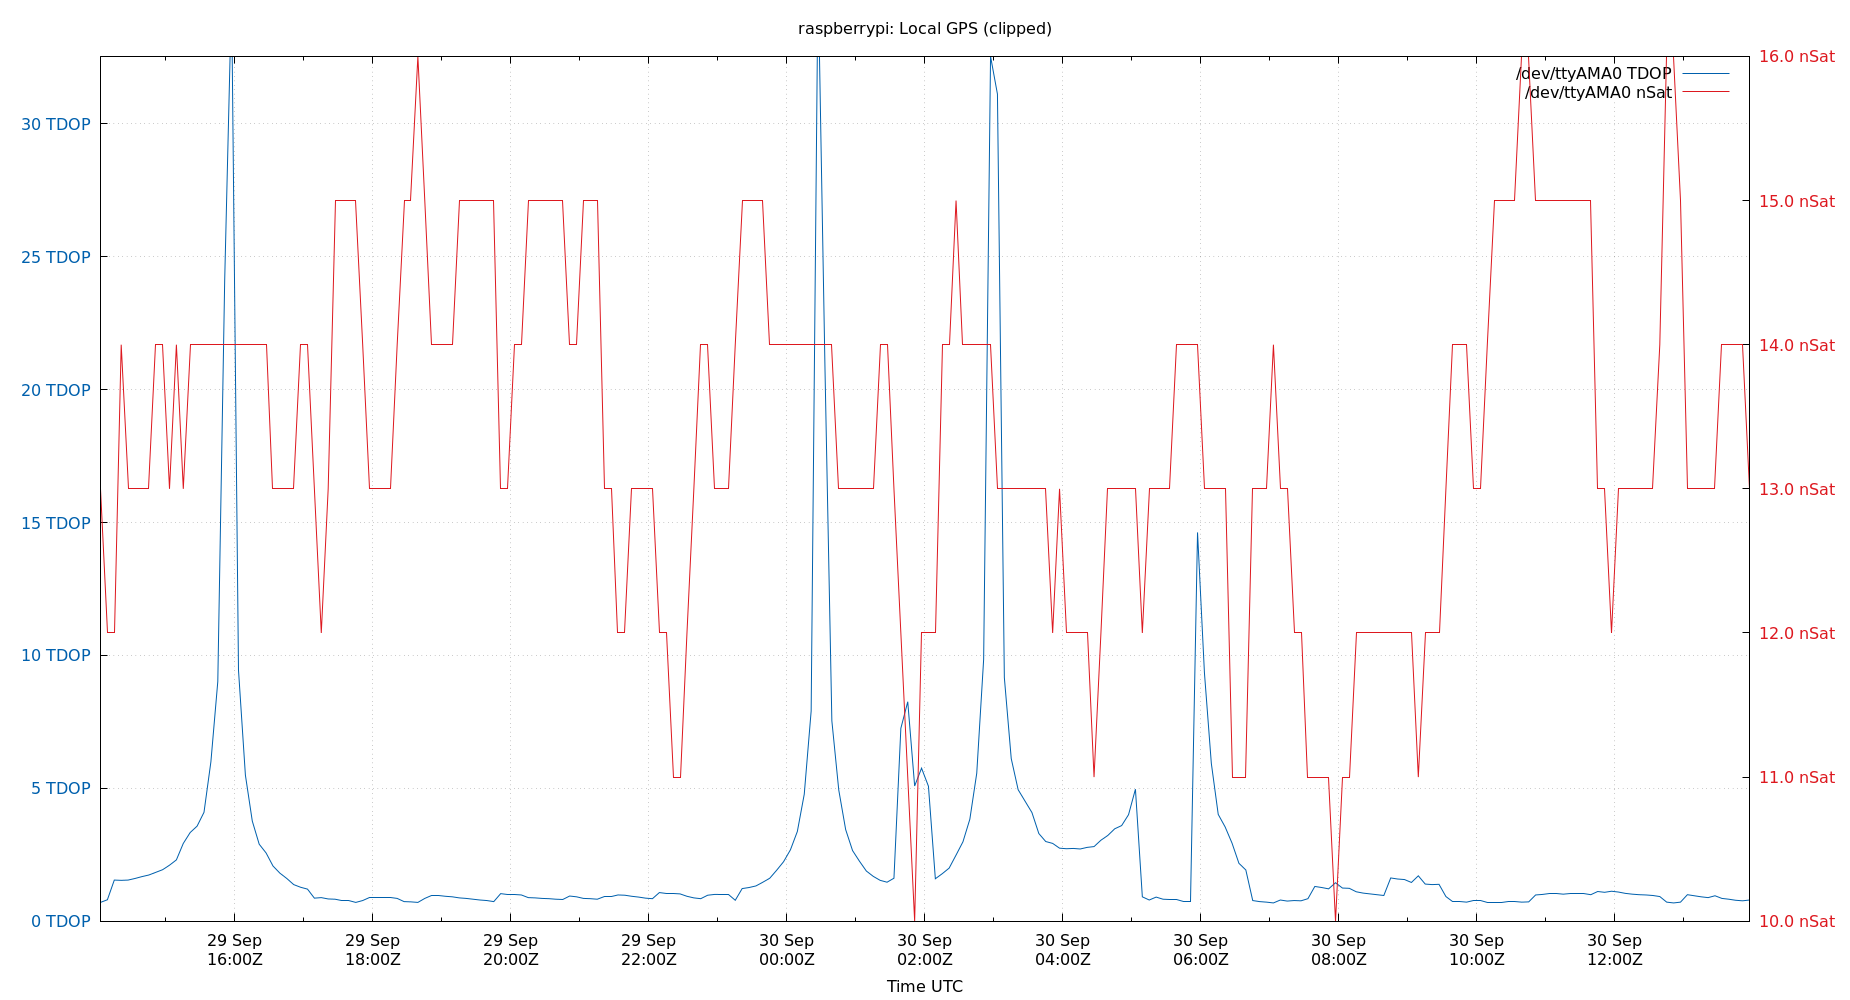 raspberrypi: Local GPS (clipped)
/dev/ttyAMA0 TDOP
/dev/ttyAMA0 nSat
30 TDOP
25 TDOP
20 TDOP
15 TDOP
10 TDOP
5 TDOP
0 TDOP
16.0 nSat
15.0 nSat
14.0 nSat
13.0 nSat
12.0 nSat
11.0 nSat
10.0 nSat
29 Sep 29 Sep 29 Sep 29 Sep 30 Sep 30 Sep 30 Sep 30 Sep 30 Sep 30 Sep 30 Sep
16:00Z 18:00Z 20:00Z 22:00Z 00:00Z 02:00Z 04:00Z 06:00Z 08:00Z 10:00Z 12:00Z
Time UTC